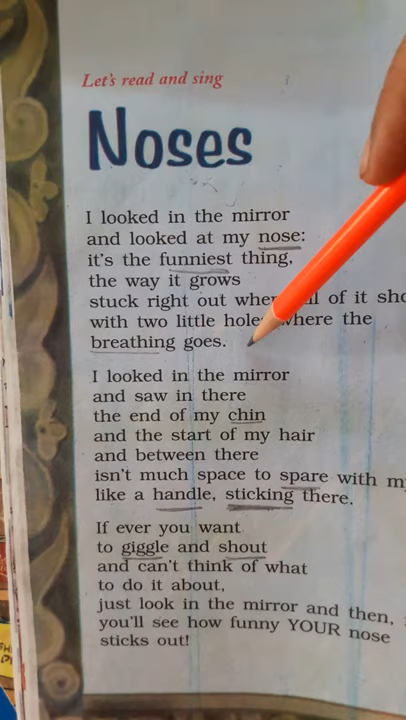 Let's read and sing
Noses
I looked in the mirror
and looked at my nose:
it's the funniest thing,
the way it grows
stuck right out of it
with two little where the
breathing goes.
I looked in the mirror
and saw in there
the end of my chin
and the start of my hair
and between there
isn't much space to spare with
like a handle, sticking there.
If ever you want
to giggle and shout
and can't think of what
to do it about,
just look in the mirror and then,
you'll see how funny YOUR nose
sticks out!